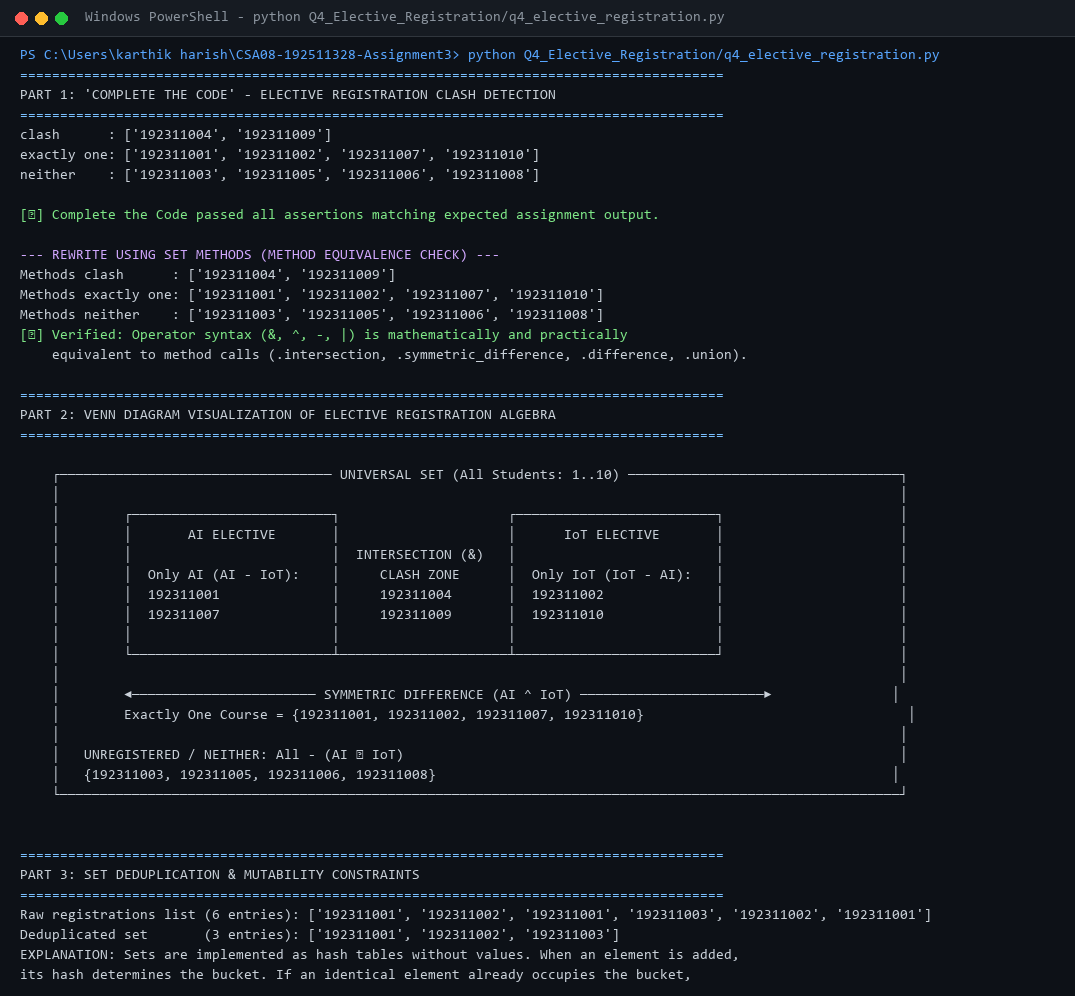 Windows PowerShell - python Q4_Elective_Registration/q4_elective_registration.py
PS C:\Users\karthik harish\CSA08-192511328-Assignment3> python Q4_Elective_Registration/q4_elective_registration.py
========================================================================================
PART 1: 'COMPLETE THE CODE' - ELECTIVE REGISTRATION CLASH DETECTION
========================================================================================
clash      : ['192311004', '192311009']
exactly one: ['192311001', '192311002', '192311007', '192311010']
neither    : ['192311003', '192311005', '192311006', '192311008']
[] Complete the Code passed all assertions matching expected assignment output.
--- REWRITE USING SET METHODS (METHOD EQUIVALENCE CHECK) ---
Methods clash      : ['192311004', '192311009']
Methods exactly one: ['192311001', '192311002', '192311007', '192311010']
Methods neither    : ['192311003', '192311005', '192311006', '192311008']
[] Verified: Operator syntax (&, ^, -, |) is mathematically and practically
equivalent to method calls (.intersection, .symmetric_difference, .difference, .union).
========================================================================================
PART 2: VENN DIAGRAM VISUALIZATION OF ELECTIVE REGISTRATION ALGEBRA
========================================================================================
UNIVERSAL SET (All Students: 1..10)
AI ELECTIVE IoT ELECTIVE
INTERSECTION (&)
Only AI (AI - IoT): CLASH ZONE Only IoT (IoT - AI):
192311001 192311004 192311002
192311007 192311009 192311010
SYMMETRIC DIFFERENCE (AI ^ IoT)
Exactly One Course = {192311001, 192311002, 192311007, 192311010}
UNREGISTERED / NEITHER: All - (AI IoT)
{192311003, 192311005, 192311006, 192311008}
========================================================================================
PART 3: SET DEDUPLICATION & MUTABILITY CONSTRAINTS
========================================================================================
Raw registrations list (6 entries): ['192311001', '192311002', '192311001', '192311003', '192311002', '192311001']
Deduplicated set       (3 entries): ['192311001', '192311002', '192311003']
EXPLANATION: Sets are implemented as hash tables without values. When an element is added,
its hash determines the bucket. If an identical element already occupies the bucket,